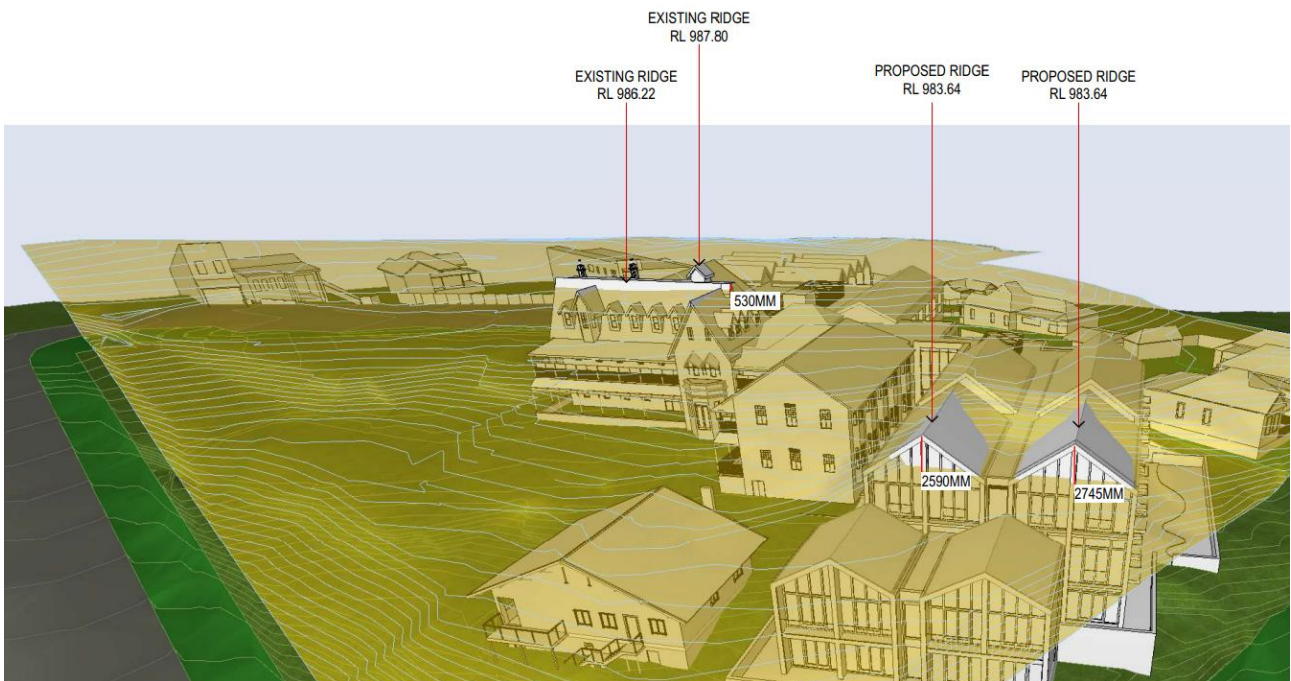 EXISTING RIDGE
RL 987.80
EXISTING RIDGE
RL 986.22
PROPOSED RIDGE
RL 983.64
PROPOSED RIDGE
RL 983.64
530MM
2590MM
2745MM